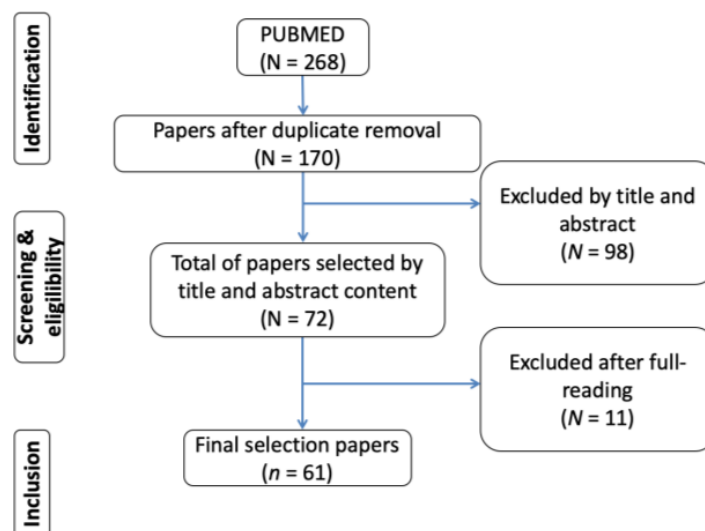 Identification
PUBMED
(N = 268)
Papers after duplicate removal
(N = 170)
Excluded by title and
abstract
(N = 98)
Screening &
eligilibility
Total of papers selected by
title and abstract content
(N = 72)
Excluded after full-
reading
(N = 11)
Inclusion
Final selection papers
(n = 61)